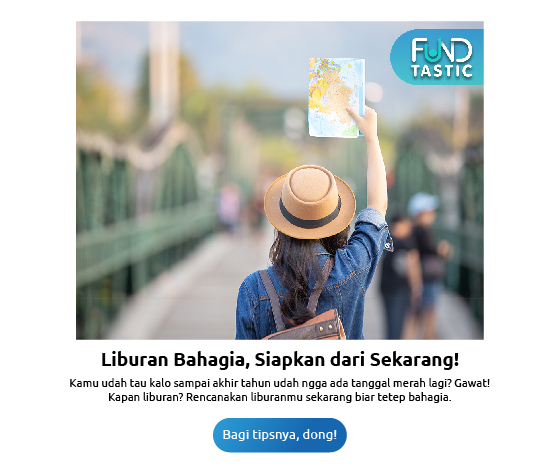 FUND
TASTIC
Liburan Bahagia, Siapkan dari Sekarang!
Kamu udah tau kalo sampai akhir tahun udah ngga ada tanggal merah lagi? Gawat!
Kapan liburan? Rencanakan liburanmu sekarang biar tetep bahagia.
Bagi tipsnya, dong!